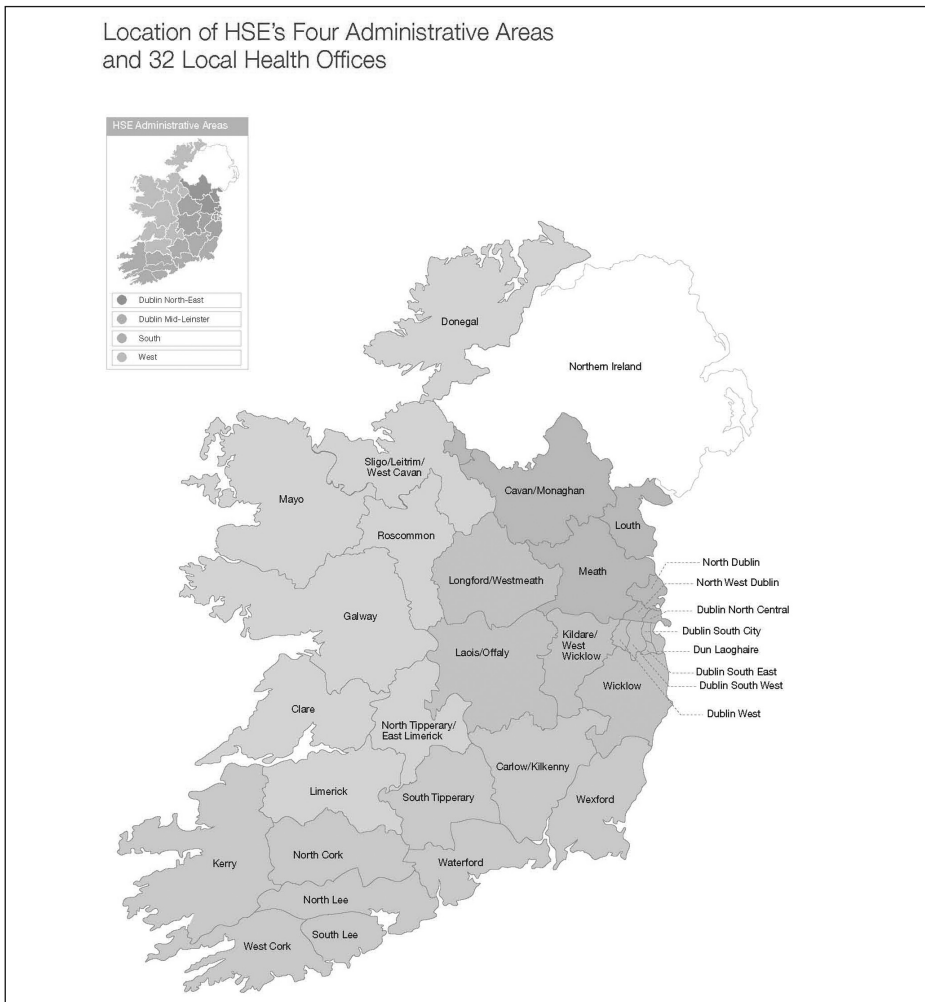 Location of HSE's Four Administrative Areas
and 32 Local Health Offices
HSE Administrative Areas
Dublin North-East
Dublin Mid-Leinster
South
West
Donegal
Northern Ireland
Sligo/Leitrim/
West Cavan
Cavan/Monaghan
Mayo
Louth
Roscommon
North Dublin
Meath
Longford/Westmeath
North West Dublin
Dublin North Central
Galway
Dublin South City
Kildare/
West
Wicklow
Laois/Offaly
Dun Laoghaire
Dublin South East
Dublin South West
Wicklow
Clare
Dublin West
North Tipperary/
East Limerick
Carlow/Kilkenny
Limerick
South Tipperary
Wexford
North Cork
Kerry
Waterford
North Lee
South Lee
West Cork